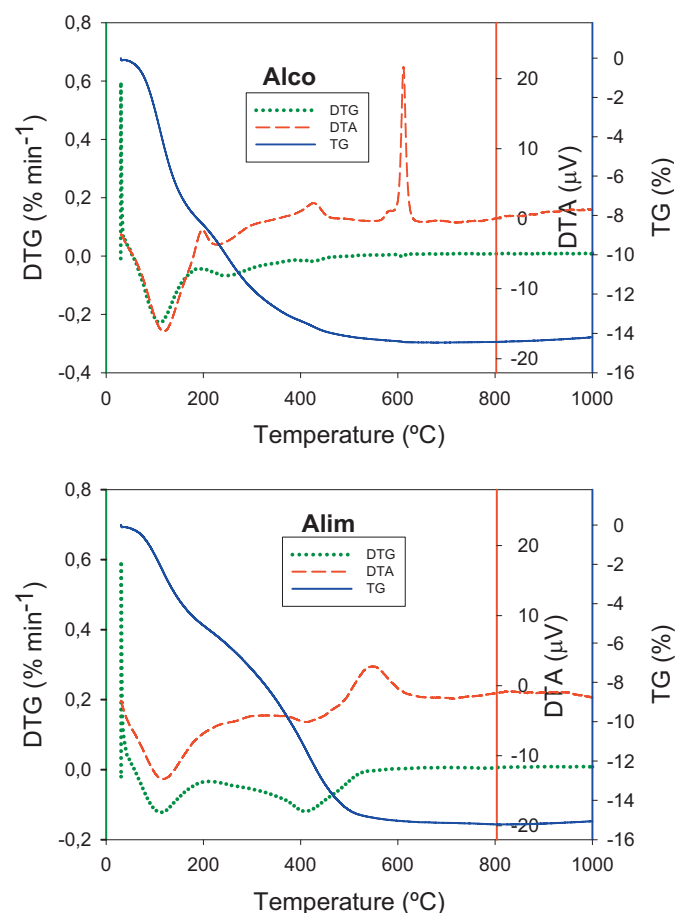 Alco
DTG
DTA
TG
DTG (% min-1)
0,8
0,6
0,4
0,2
0,0
-0,2
-0,4
DTA (µV)
20
10
0
-10
-20
TG (%)
0
-2
-4
-6
-8
-10
-12
-14
-16
0 200 400 600 800 1000
Temperature (ºC)
Alim
DTG
DTA
TG
DTG (% min-1)
0,8
0,6
0,4
0,2
0,0
-0,2
DTA (µV)
20
10
0
-10
-20
TG (%)
0
-2
-4
-6
-8
-10
-12
-14
-16
0 200 400 600 800 1000
Temperature (ºC)